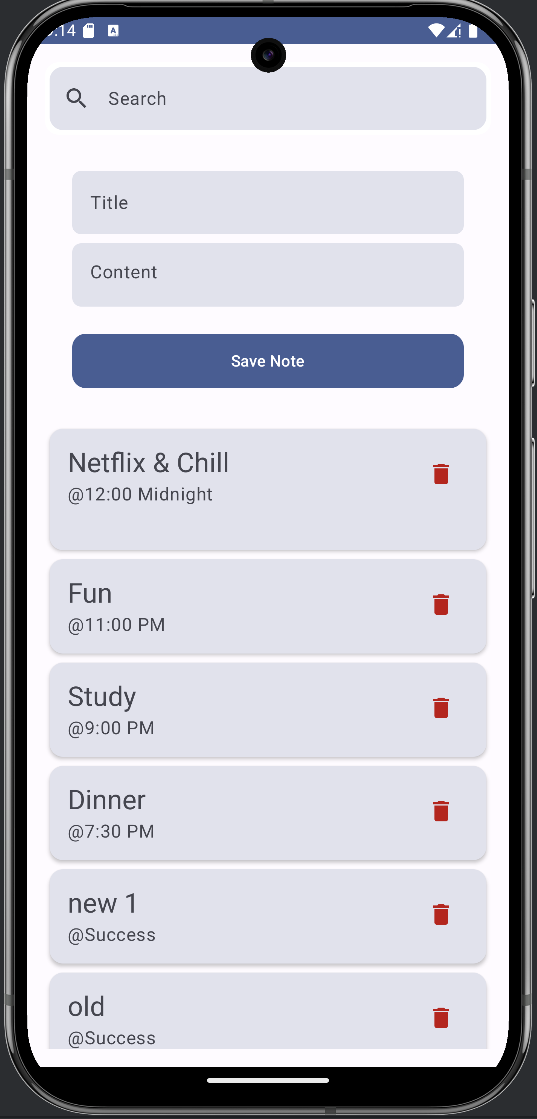 :14
A
Search
Title
Content
Save Note
Netflix & Chill
@12:00 Midnight
Fun
@11:00 PM
Study
@9:00 PM
Dinner
@7:30 PM
new 1
@Success
old
@Success